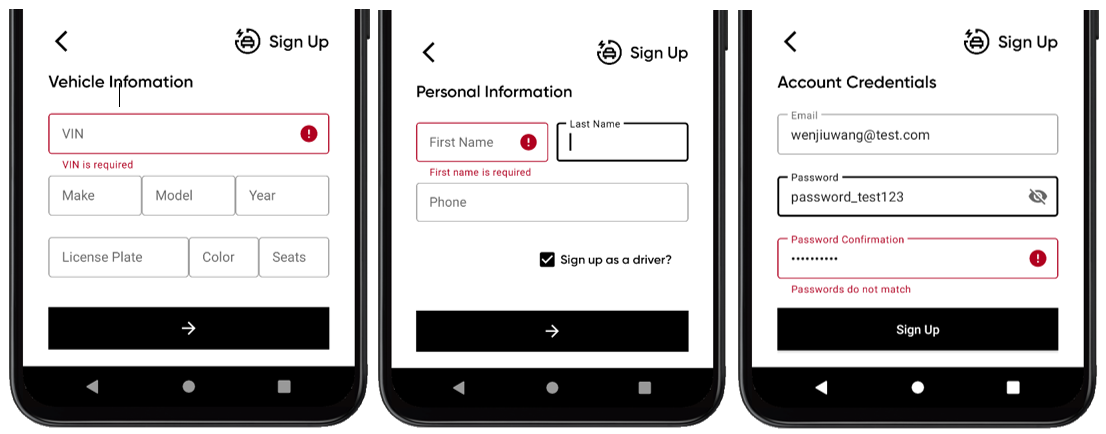 Sign Up
Vehicle Infomation
VIN
VIN is required
Make Model Year
License Plate Color Seats
Sign Up
Personal Information
First Name Last Name
First name is required
Phone
Sign up as a driver?
Sign Up
Account Credentials
Email
wenjiuwang@test.com
Password
password_test123
Password Confirmation
••••••••••
Passwords do not match
Sign Up